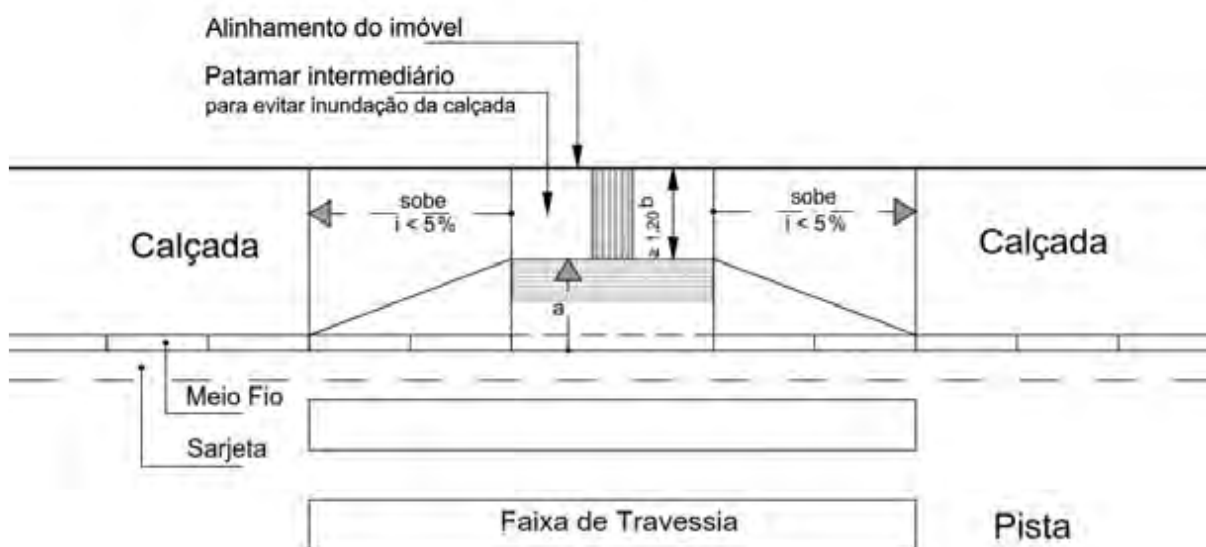 Alinhamento do imóvel
Patamar intermediário
para evitar inundação da calçada
Calçada
sobe
i < 5%
≥ 1,20 b
sobe
i < 5%
Calçada
a
Meio Fio
Sarjeta
Faixa de Travessia
Pista